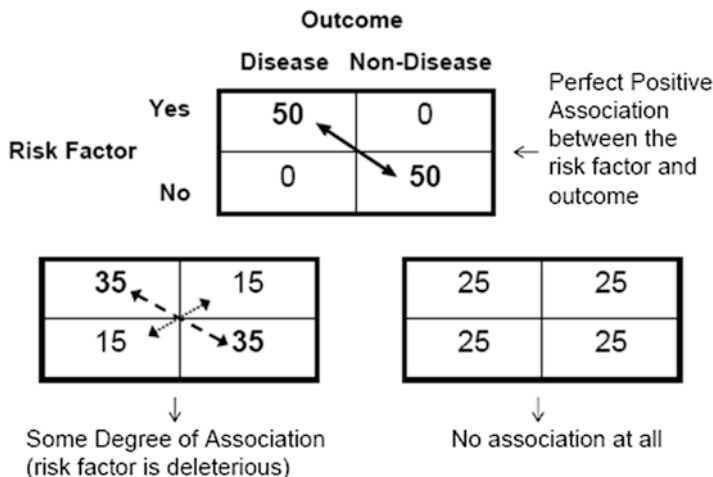 Outcome
Disease Non-Disease
Yes 50 0
Risk Factor
No 0 50
Perfect Positive
Association
between the
risk factor and
outcome
35 15
15 35
25 25
25 25
Some Degree of Association
(risk factor is deleterious)
No association at all